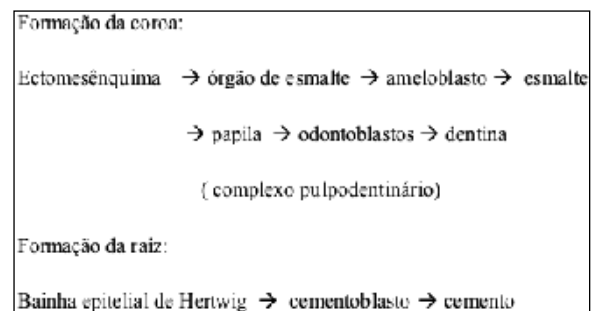 Formação da coroa:
Ectomesênquima → órgão de esmalte → ameloblasto → esmalte
→ papila → odontoblastos → dentina
( complexo pulpodentinário)
Formação da raiz:
Bainha epitelial de Hertwig → cementoblasto → cemento